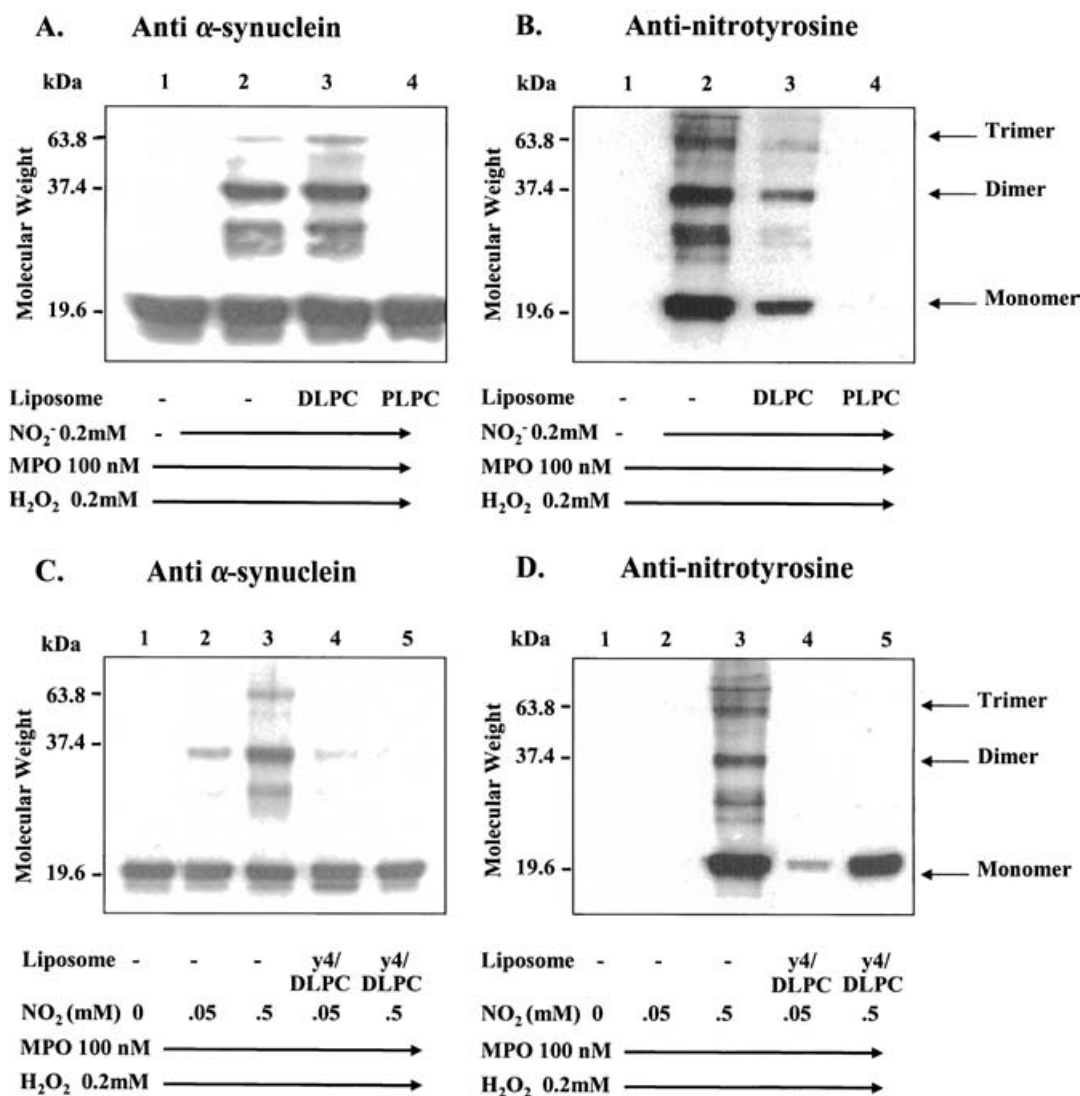 A. Anti α-synuclein
kDa 1 2 3 4
63.8
37.4
19.6
Molecular Weight
Liposome - - DLPC PLPC
NO₂⁻ 0.2mM -
MPO 100 nM
H₂O₂ 0.2mM
B. Anti-nitrotyrosine
kDa 1 2 3 4
63.8
37.4
19.6
Molecular Weight
Trimer
Dimer
Monomer
Liposome - - DLPC PLPC
NO₂⁻ 0.2mM -
MPO 100 nM
H₂O₂ 0.2mM
C. Anti α-synuclein
kDa 1 2 3 4 5
63.8
37.4
19.6
Molecular Weight
Liposome - - - y4/DLPC y4/DLPC
NO₂ (mM) 0 .05 .5 .05 .5
MPO 100 nM
H₂O₂ 0.2mM
D. Anti-nitrotyrosine
kDa 1 2 3 4 5
63.8
37.4
19.6
Molecular Weight
Trimer
Dimer
Monomer
Liposome - - - y4/DLPC y4/DLPC
NO₂ (mM) 0 .05 .5 .05 .5
MPO 100 nM
H₂O₂ 0.2mM